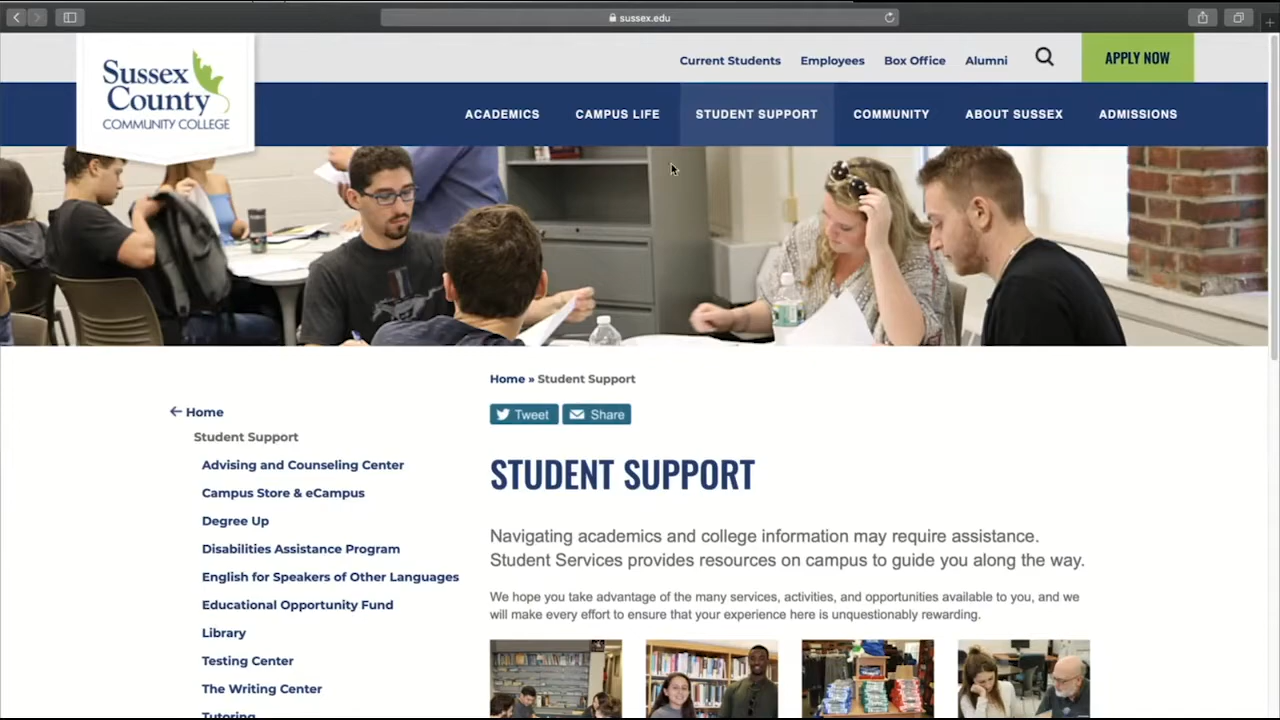 sussex.edu
Sussex
County
COMMUNITY COLLEGE
Current Students
Employees
Box Office
Alumni
APPLY NOW
ACADEMICS
CAMPUS LIFE
STUDENT SUPPORT
COMMUNITY
ABOUT SUSSEX
ADMISSIONS
Home » Student Support
Tweet
Share
← Home
Student Support
Advising and Counseling Center
Campus Store & eCampus
Degree Up
Disabilities Assistance Program
English for Speakers of Other Languages
Educational Opportunity Fund
Library
Testing Center
The Writing Center
Tutoring
STUDENT SUPPORT
Navigating academics and college information may require assistance.
Student Services provides resources on campus to guide you along the way.
We hope you take advantage of the many services, activities, and opportunities available to you, and we
will make every effort to ensure that your experience here is unquestionably rewarding.